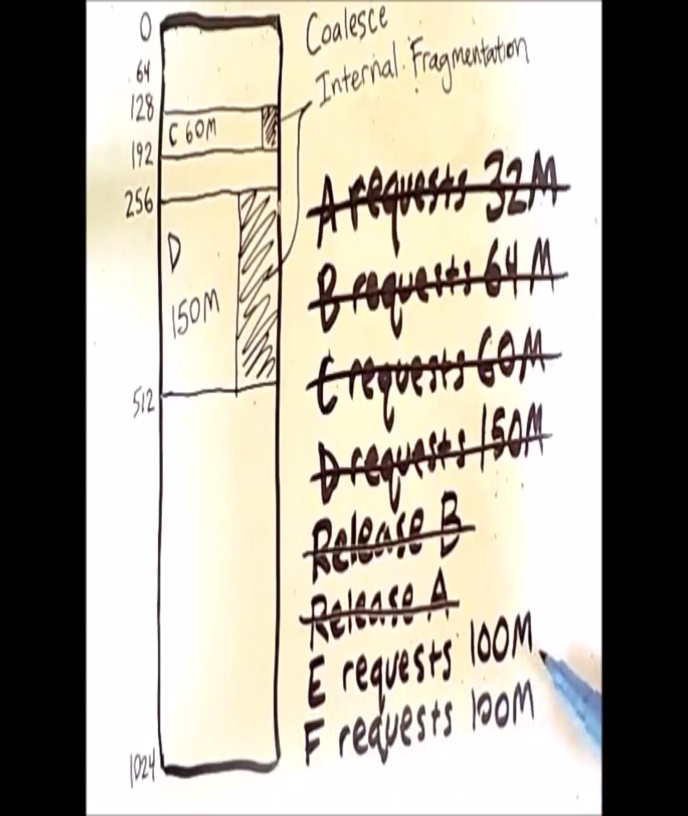 0
64
128
192
256
512
1024
C 60M
D
150M
Coalesce
Internal Fragmentation
A requests 32M
B requests 64M
C requests 60M
D requests 150M
Release B
Release A
E requests 100M
F requests 100M